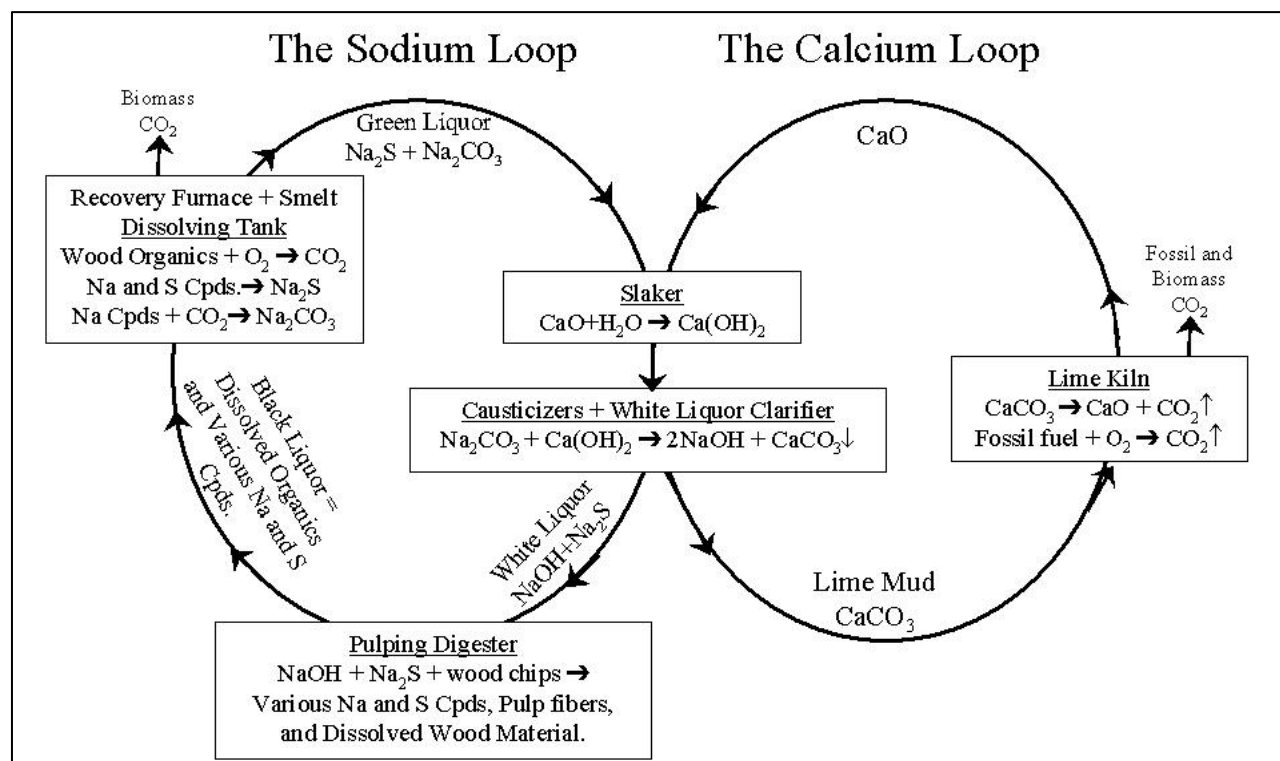 The Sodium Loop
The Calcium Loop
Biomass
CO₂
Green Liquor
Na₂S + Na₂CO₃
CaO
Recovery Furnace + Smelt
Dissolving Tank
Wood Organics + O₂ ➔ CO₂
Na and S Cpds.➔ Na₂S
Na Cpds + CO₂➔ Na₂CO₃
Fossil and
Biomass
CO₂
Slaker
CaO+H₂O ➔ Ca(OH)₂
Lime Kiln
CaCO₃ ➔ CaO + CO₂↑
Fossil fuel + O₂ ➔ CO₂↑
Causticizers + White Liquor Clarifier
Na₂CO₃ + Ca(OH)₂ ➔ 2NaOH + CaCO₃↓
Black Liquor =
Dissolved Organics
and Various Na and S
Cpds.
White Liquor
NaOH+Na₂S
Lime Mud
CaCO₃
Pulping Digester
NaOH + Na₂S + wood chips ➔
Various Na and S Cpds, Pulp fibers,
and Dissolved Wood Material.